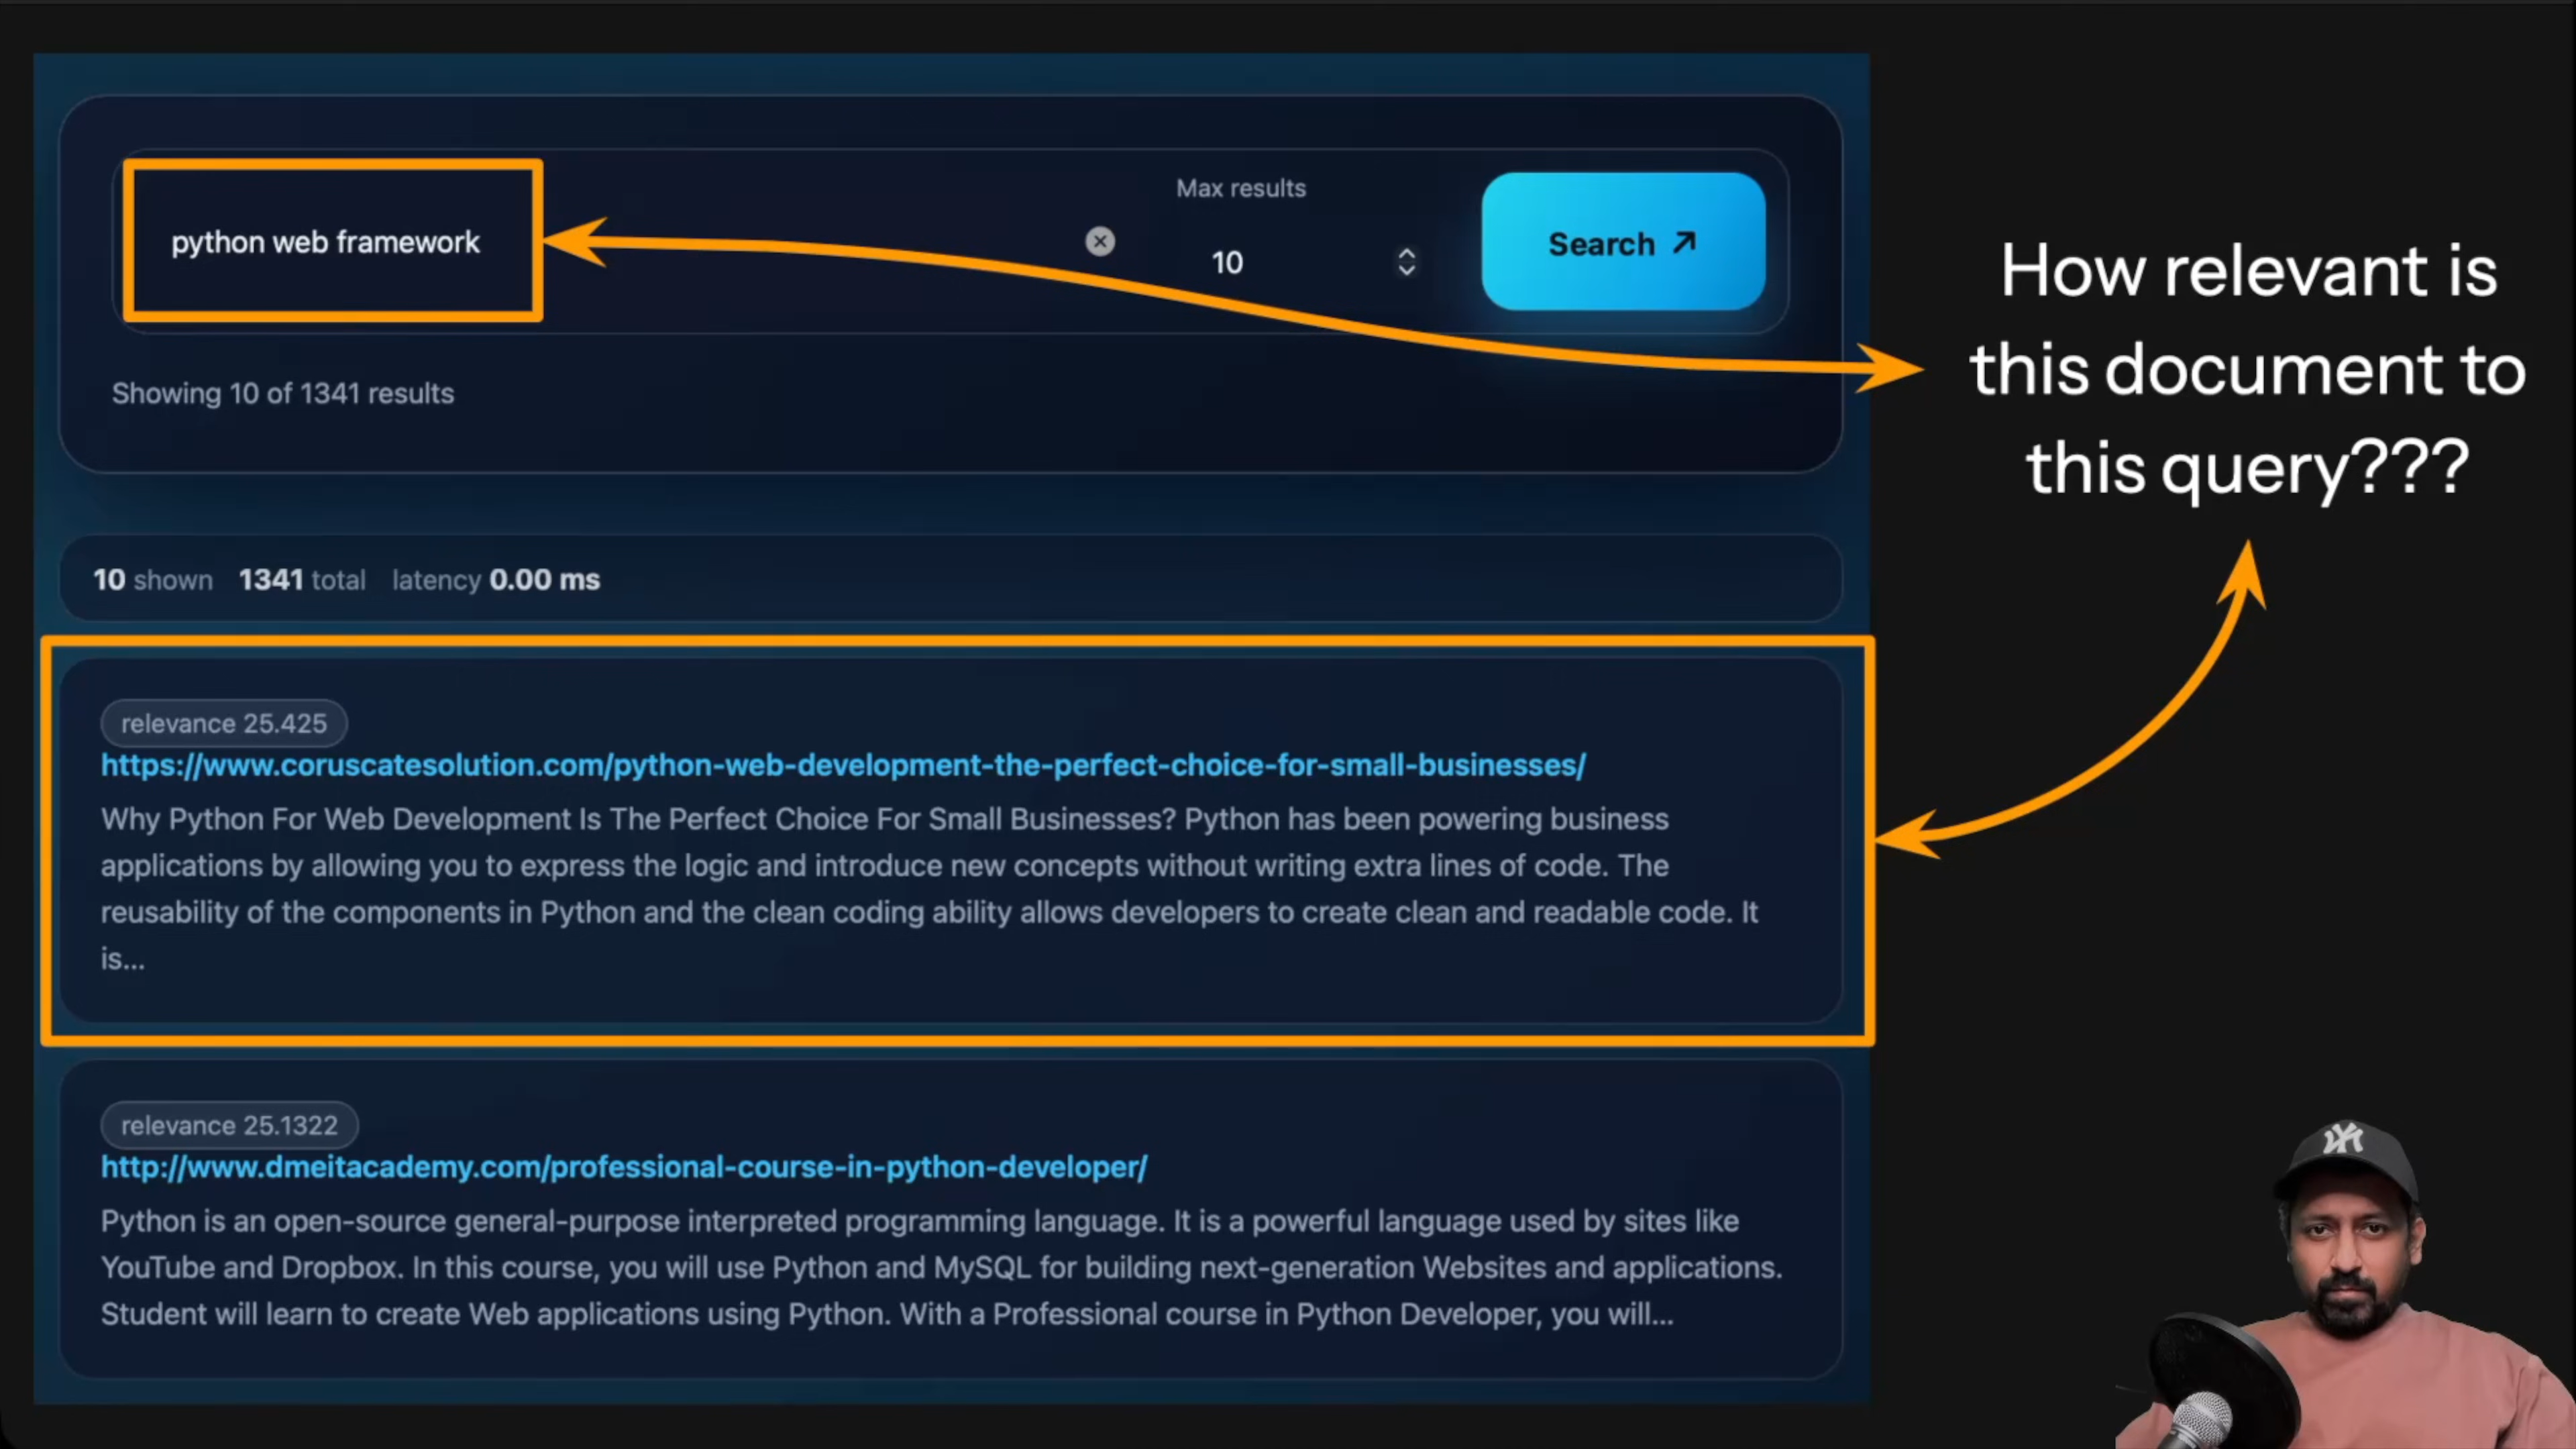 python web framework
Max results
10
Search ↗
Showing 10 of 1341 results
How relevant is
this document to
this query???
10 shown 1341 total latency 0.00 ms
relevance 25.425
https://www.coruscatesolution.com/python-web-development-the-perfect-choice-for-small-businesses/
Why Python For Web Development Is The Perfect Choice For Small Businesses? Python has been powering business
applications by allowing you to express the logic and introduce new concepts without writing extra lines of code. The
reusability of the components in Python and the clean coding ability allows developers to create clean and readable code. It
is...
relevance 25.1322
http://www.dmeitacademy.com/professional-course-in-python-developer/
Python is an open-source general-purpose interpreted programming language. It is a powerful language used by sites like
YouTube and Dropbox. In this course, you will use Python and MySQL for building next-generation Websites and applications.
Student will learn to create Web applications using Python. With a Professional course in Python Developer, you will...